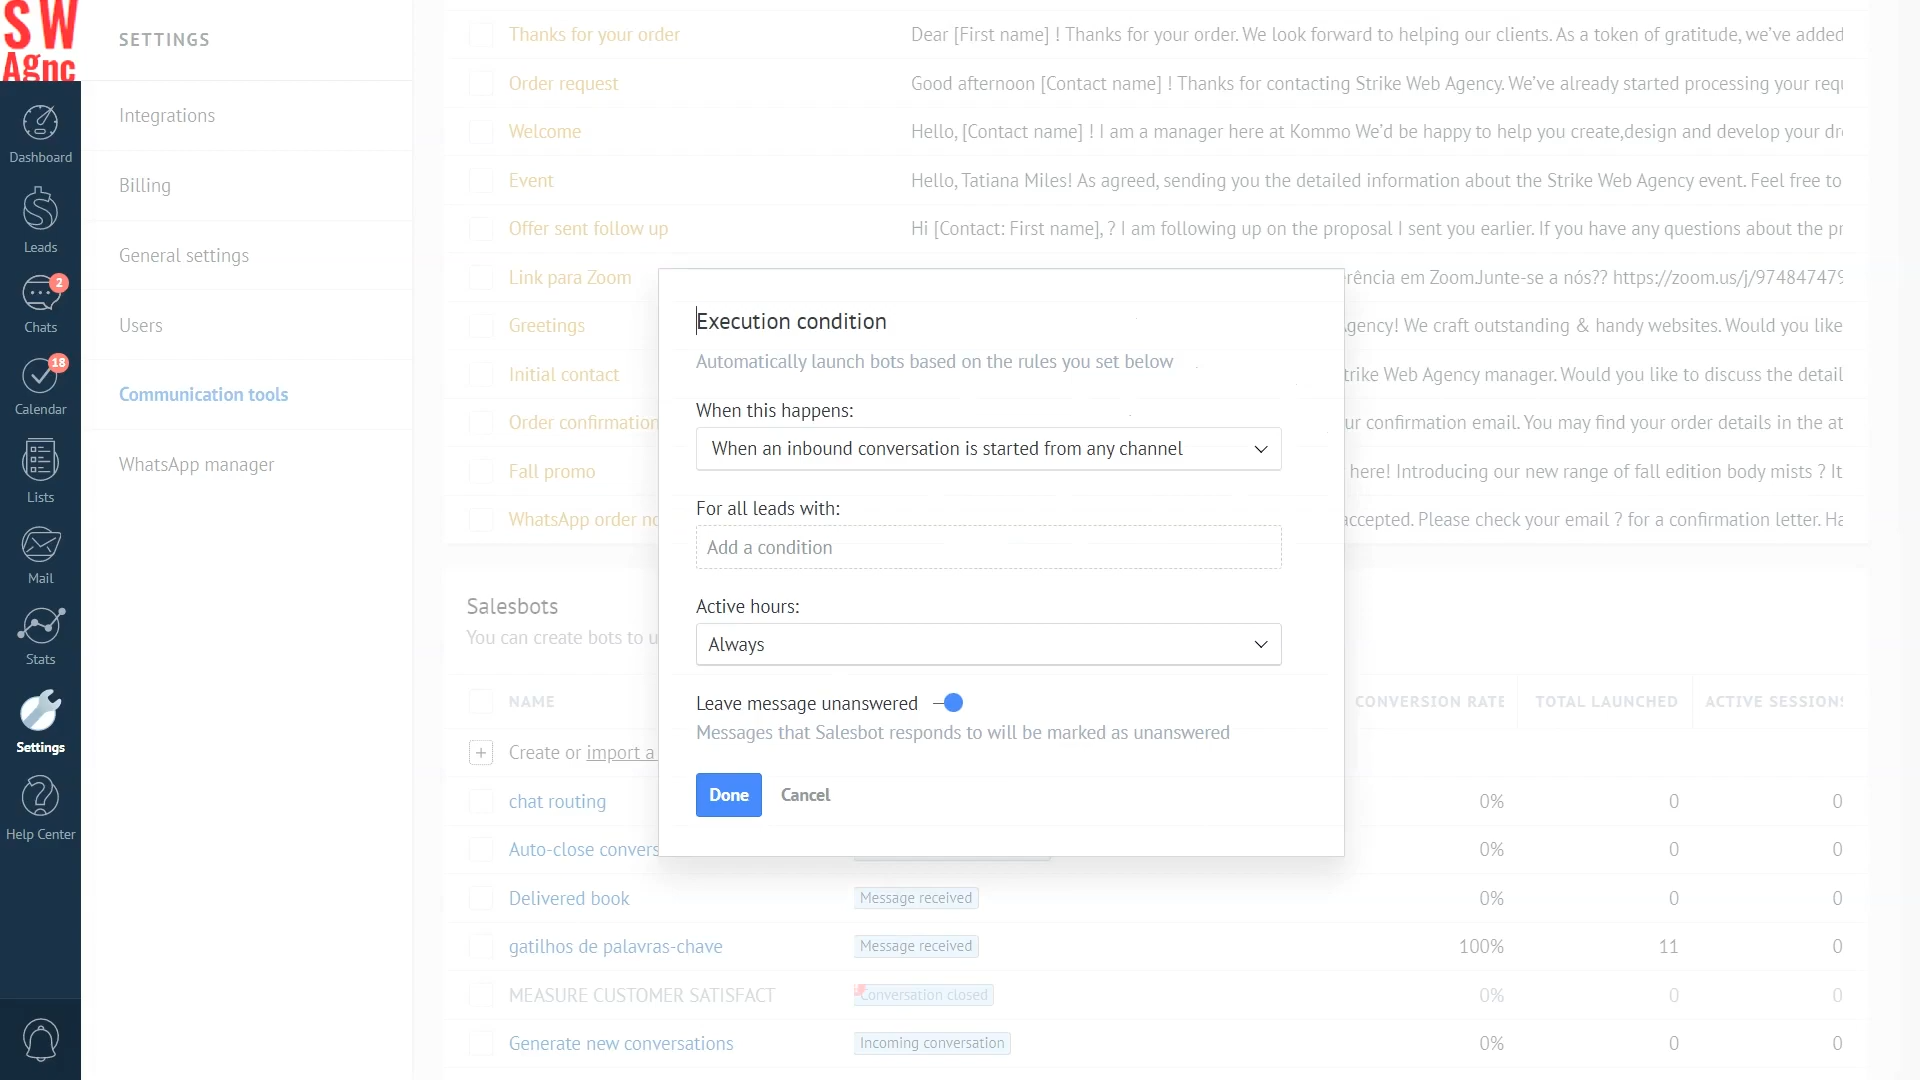 SW
Agnc
Dashboard
Leads
2
Chats
18
Calendar
Lists
Mail
Stats
Settings
Help Center
SETTINGS
Integrations
Billing
General settings
Users
Communication tools
WhatsApp manager
Thanks for your order Dear [First name] ! Thanks for your order. We look forward to helping our clients. As a token of gratitude, we've added
Order request Good afternoon [Contact name] ! Thanks for contacting Strike Web Agency. We've already started processing your requ
Welcome Hello, [Contact name] ! I am a manager here at Kommo We'd be happy to help you create,design and develop your dre
Event Hello, Tatiana Miles! As agreed, sending you the detailed information about the Strike Web Agency event. Feel free to
Offer sent follow up Hi [Contact: First name], ? I am following up on the proposal I sent you earlier. If you have any questions about the pr
Link para Zoom rência em Zoom.Junte-se a nós?? https://zoom.us/j/974847479
Greetings gency! We craft outstanding & handy websites. Would you like
Initial contact trike Web Agency manager. Would you like to discuss the detail
Order confirmation ur confirmation email. You may find your order details in the at
Fall promo here! Introducing our new range of fall edition body mists ? It
WhatsApp order no accepted. Please check your email ? for a confirmation letter. Ha
Execution condition
Automatically launch bots based on the rules you set below
When this happens:
When an inbound conversation is started from any channel
For all leads with:
Add a condition
Active hours:
Always
Leave message unanswered
Messages that Salesbot responds to will be marked as unanswered
Done Cancel
Salesbots
You can create bots to u
NAME CONVERSION RATE TOTAL LAUNCHED ACTIVE SESSIONS
+ Create or import a
chat routing 0% 0 0
Auto-close convers 0% 0 0
Delivered book Message received 0% 0 0
gatilhos de palavras-chave Message received 100% 11 0
MEASURE CUSTOMER SATISFACT Conversation closed 0% 0 0
Generate new conversations Incoming conversation 0% 0 0